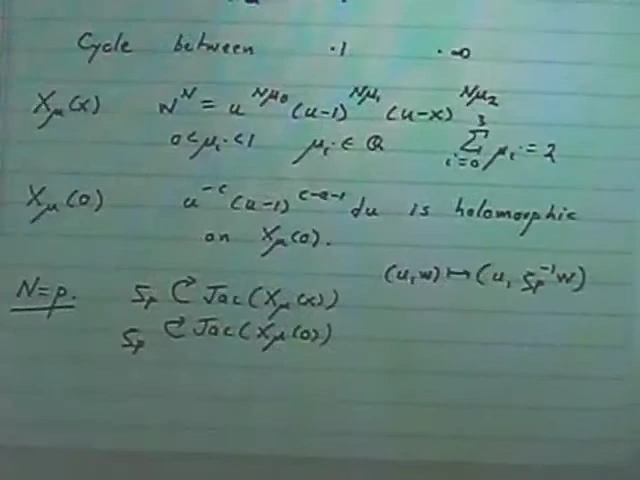 Cycle between ·1 ·∞
X_μ(x) w^N = u^{Nμ_0} (u-1)^{Nμ_1} (u-x)^{Nμ_2}
0<μ_i<1 μ_i ∈ Q \sum_{i=0}^{3} μ_i = 2
X_μ(0) u^{-c} (u-1)^{c-a-1} du is holomorphic
on X_μ(0).
(u,w) ↦ (u, ζ_p^{-1} w)
N=p. ζ_p ↻ Jac(X_μ(x))
ζ_p ↻ Jac(X_μ(0))